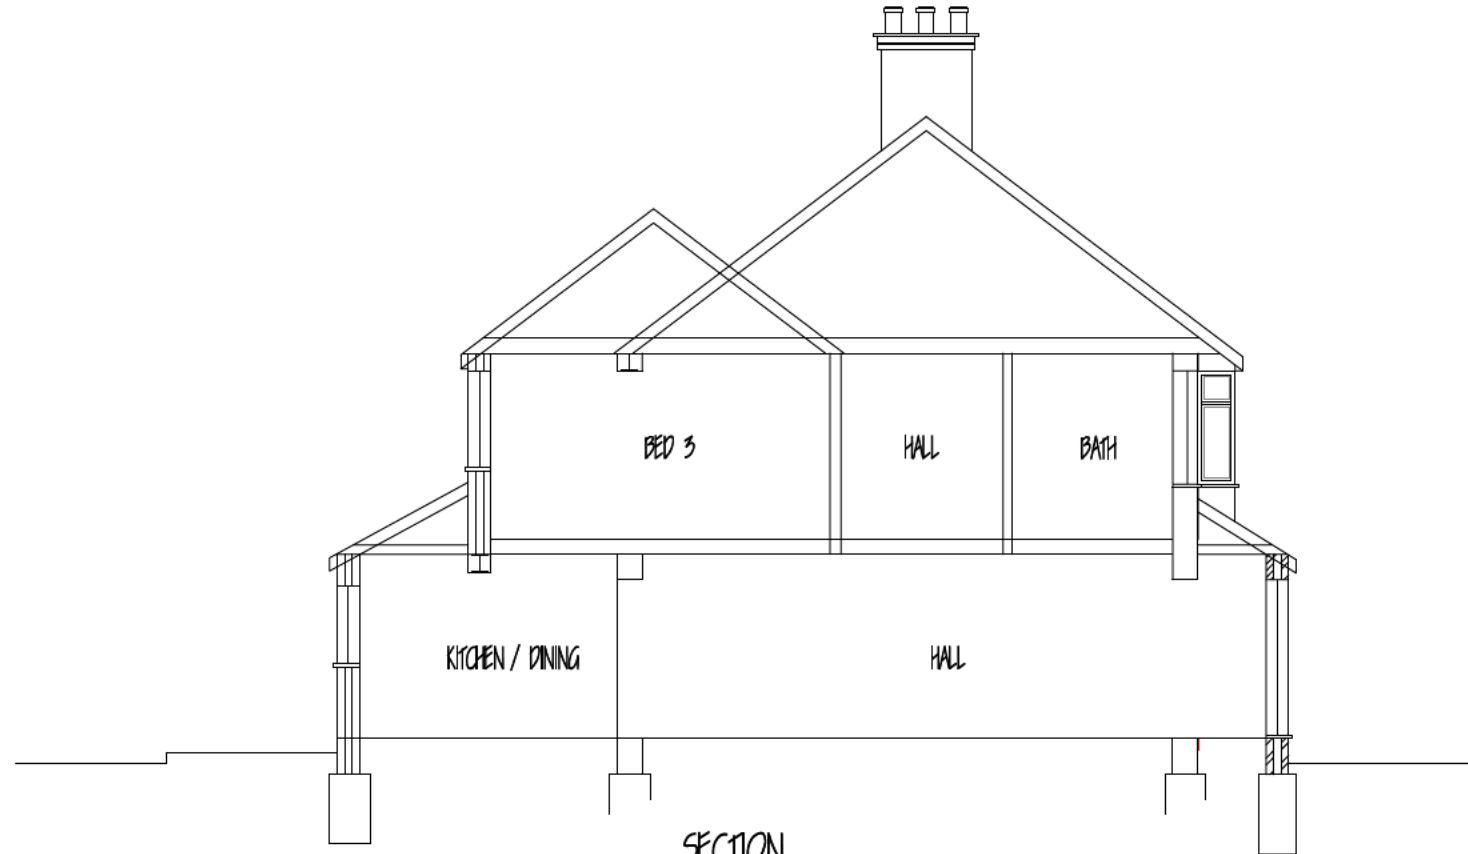 BED 3
HALL
BATH
KITCHEN / DINING
HALL
SECTION